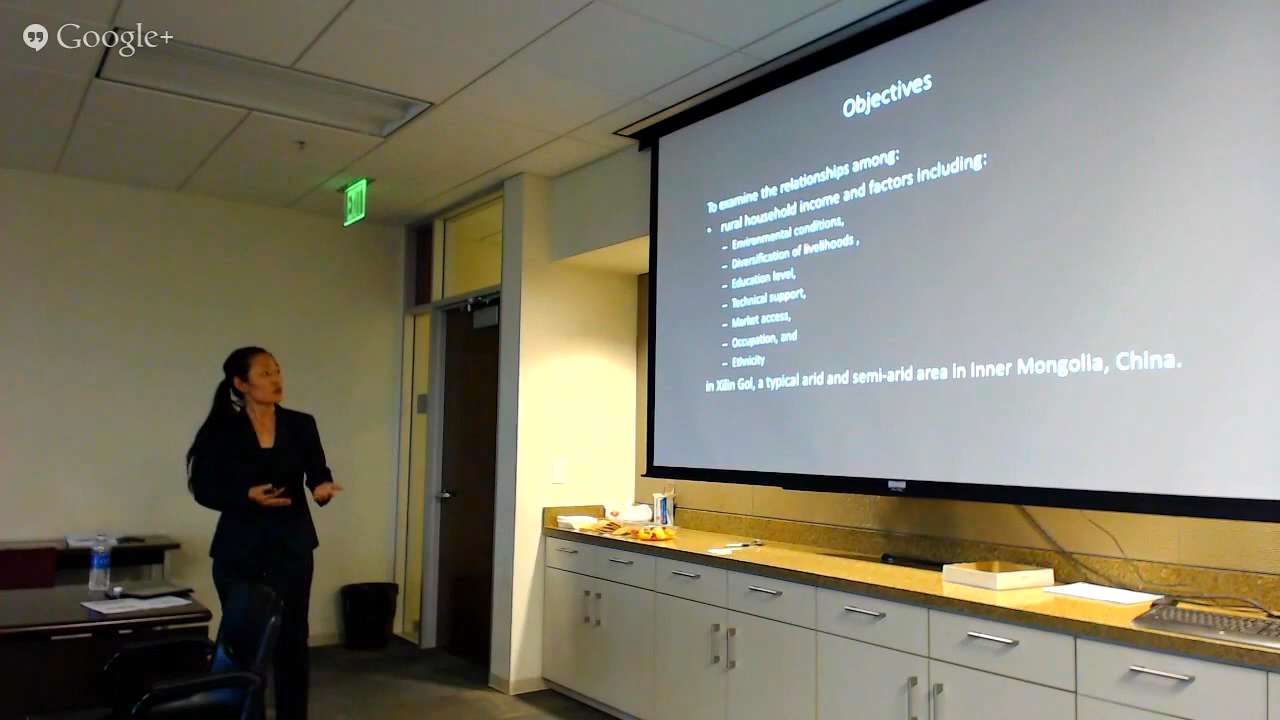 Google+
EXIT
Objectives
To examine the relationships among:
• rural household income and factors including:
– Environmental conditions,
– Diversification of livelihoods ,
– Education level,
– Technical support,
– Market access,
– Occupation, and
– Ethnicity
in Xilin Gol, a typical arid and semi-arid area in Inner Mongolia, China.